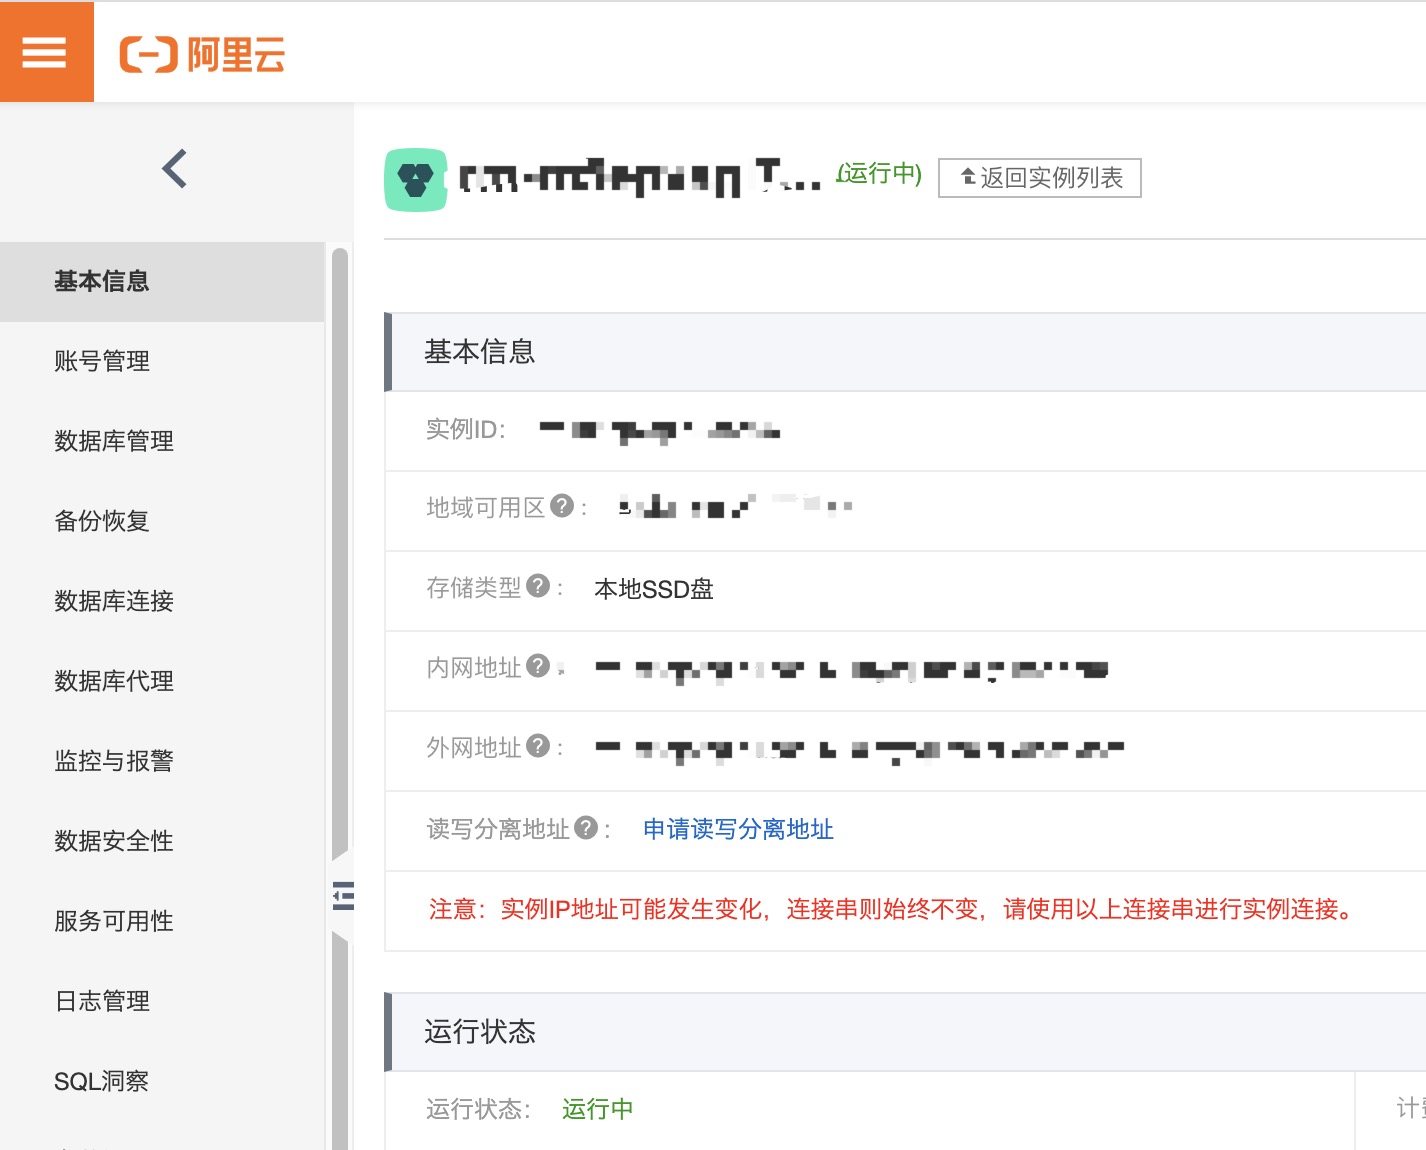 阿里云
(运行中)
返回实例列表
基本信息
账号管理
数据库管理
备份恢复
数据库连接
数据库代理
监控与报警
数据安全性
服务可用性
日志管理
SQL洞察
基本信息
实例ID：
地域可用区?：
存储类型?： 本地SSD盘
内网地址?：
外网地址?：
读写分离地址?： 申请读写分离地址
注意：实例IP地址可能发生变化，连接串则始终不变，请使用以上连接串进行实例连接。
运行状态
运行状态： 运行中
计